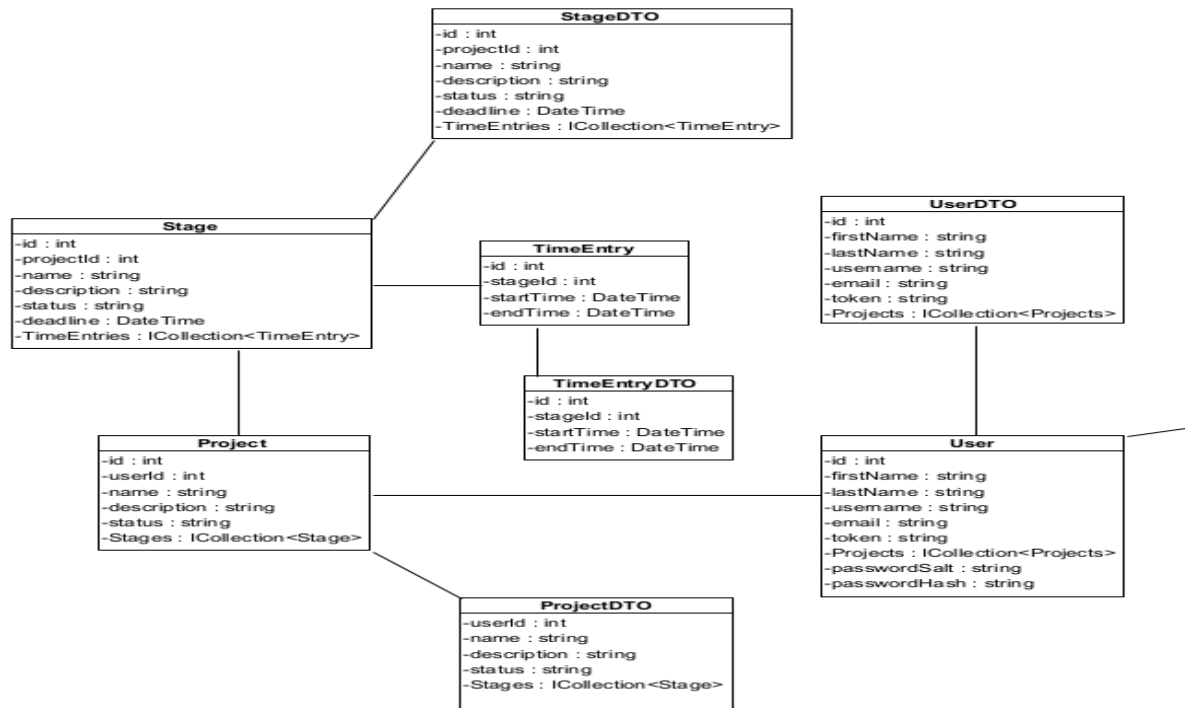 StageDTO
-id : int
-projectId : int
-name : string
-description : string
-status : string
-deadline : DateTime
-TimeEntries : ICollection<TimeEntry>
Stage
-id : int
-projectId : int
-name : string
-description : string
-status : string
-deadline : DateTime
-TimeEntries : ICollection<TimeEntry>
TimeEntry
-id : int
-stageId : int
-startTime : DateTime
-endTime : DateTime
UserDTO
-id : int
-firstName : string
-lastName : string
-username : string
-email : string
-token : string
-Projects : ICollection<Projects>
TimeEntryDTO
-id : int
-stageId : int
-startTime : DateTime
-endTime : DateTime
Project
-id : int
-userId : int
-name : string
-description : string
-status : string
-Stages : ICollection<Stage>
User
-id : int
-firstName : string
-lastName : string
-username : string
-email : string
-token : string
-Projects : ICollection<Projects>
-passwordSalt : string
-passwordHash : string
ProjectDTO
-userId : int
-name : string
-description : string
-status : string
-Stages : ICollection<Stage>